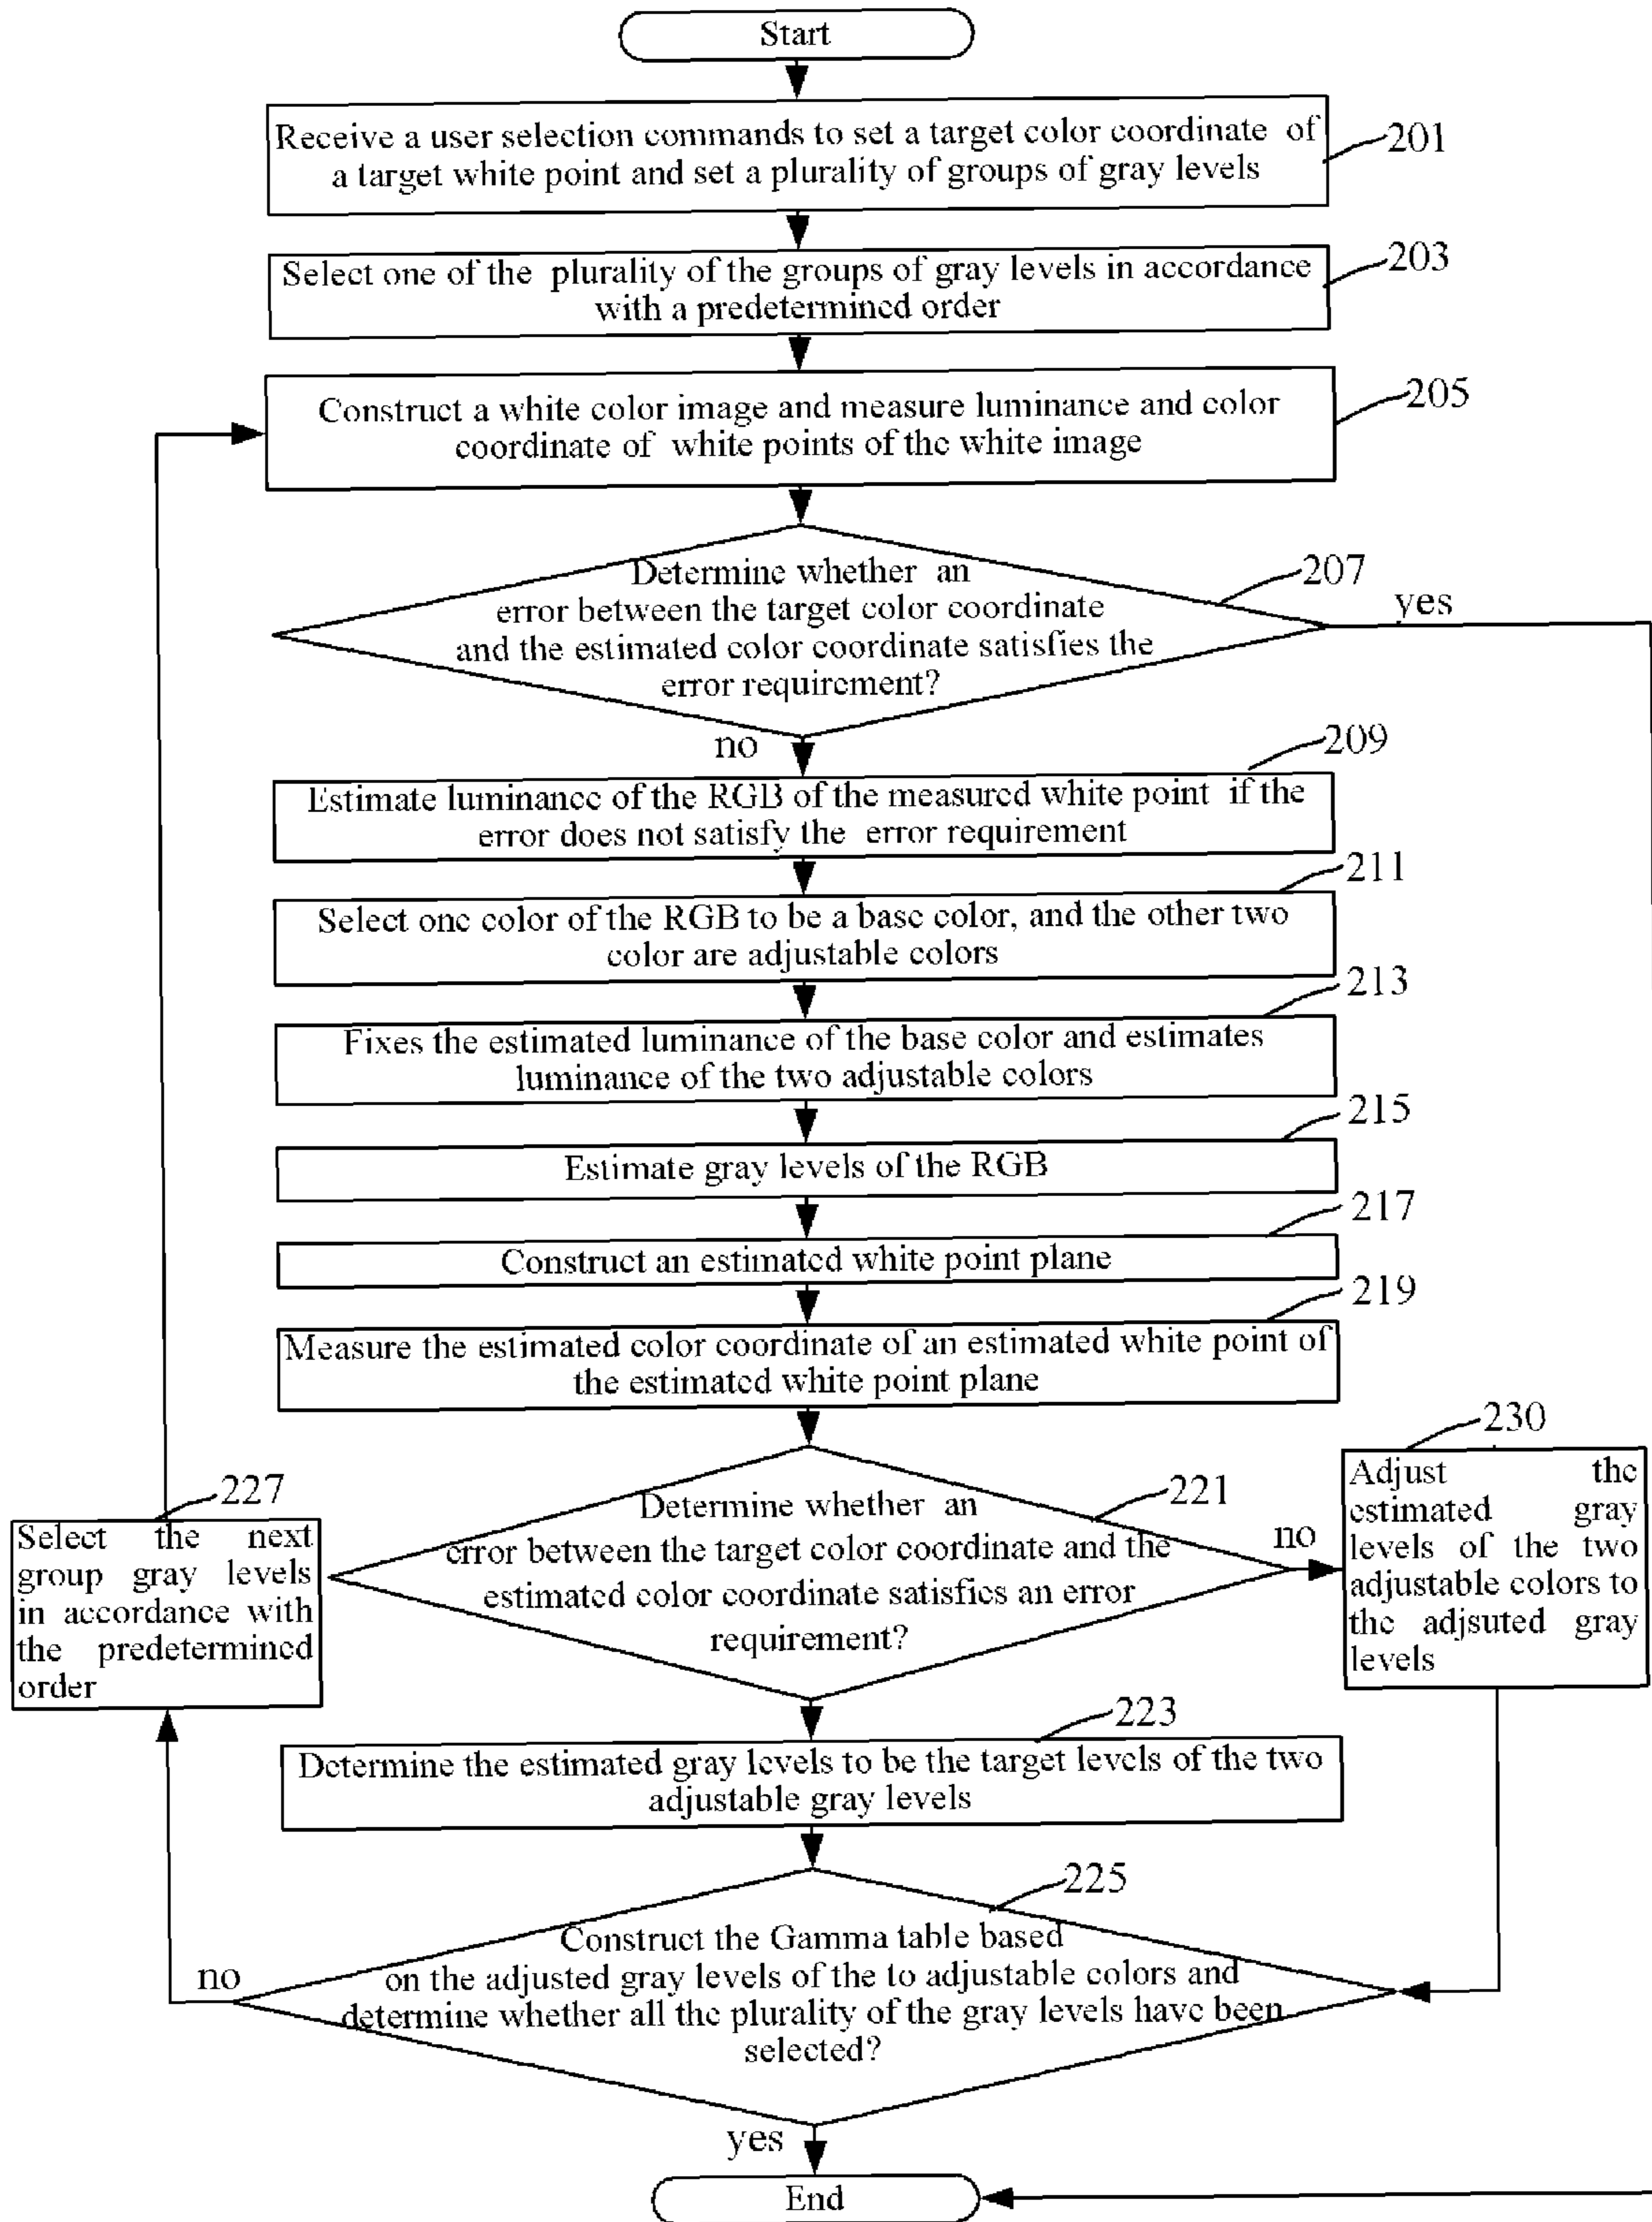 Start
Receive a user selection commands to set a target color coordinate of
a target white point and set a plurality of groups of gray levels
201
Select one of the plurality of the groups of gray levels in accordance
with a predetermined order
203
Construct a white color image and measure luminance and color
coordinate of white points of the white image
205
Determine whether an
error between the target color coordinate
and the estimated color coordinate satisfies the
error requirement?
207
yes
no
209
Estimate luminance of the RGB of the measured white point if the
error does not satisfy the error requirement
211
Select one color of the RGB to be a base color, and the other two
color are adjustable colors
213
Fixes the estimated luminance of the base color and estimates
luminance of the two adjustable colors
215
Estimate gray levels of the RGB
217
Construct an estimated white point plane
219
Measure the estimated color coordinate of an estimated white point of
the estimated white point plane
221
Determine whether an
error between the target color coordinate and the
estimated color coordinate satisfies an error
requirement?
no
230
Adjust the
estimated gray
levels of the two
adjustable colors to
the adjsuted gray
levels
227
Select the next
group gray levels
in accordance with
the predetermined
order
223
Determine the estimated gray levels to be the target levels of the two
adjustable gray levels
225
Construct the Gamma table based
on the adjusted gray levels of the to adjustable colors and
determine whether all the plurality of the gray levels have been
selected?
no
yes
End